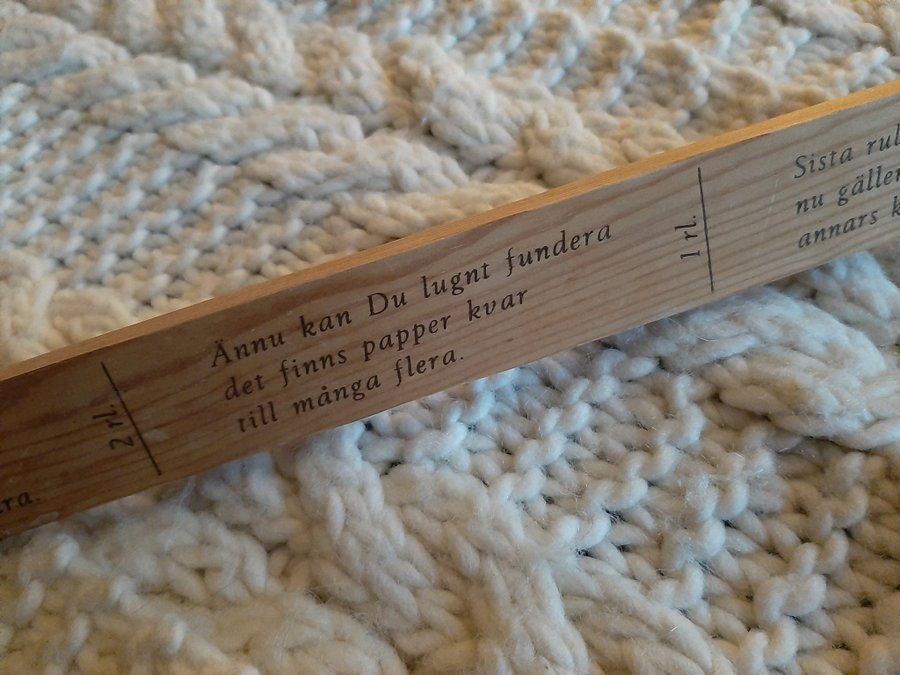 2 rl.
Ännu kan Du lugnt fundera
det finns papper kvar
till många flera.
1 rl.
Sista
nu
annars